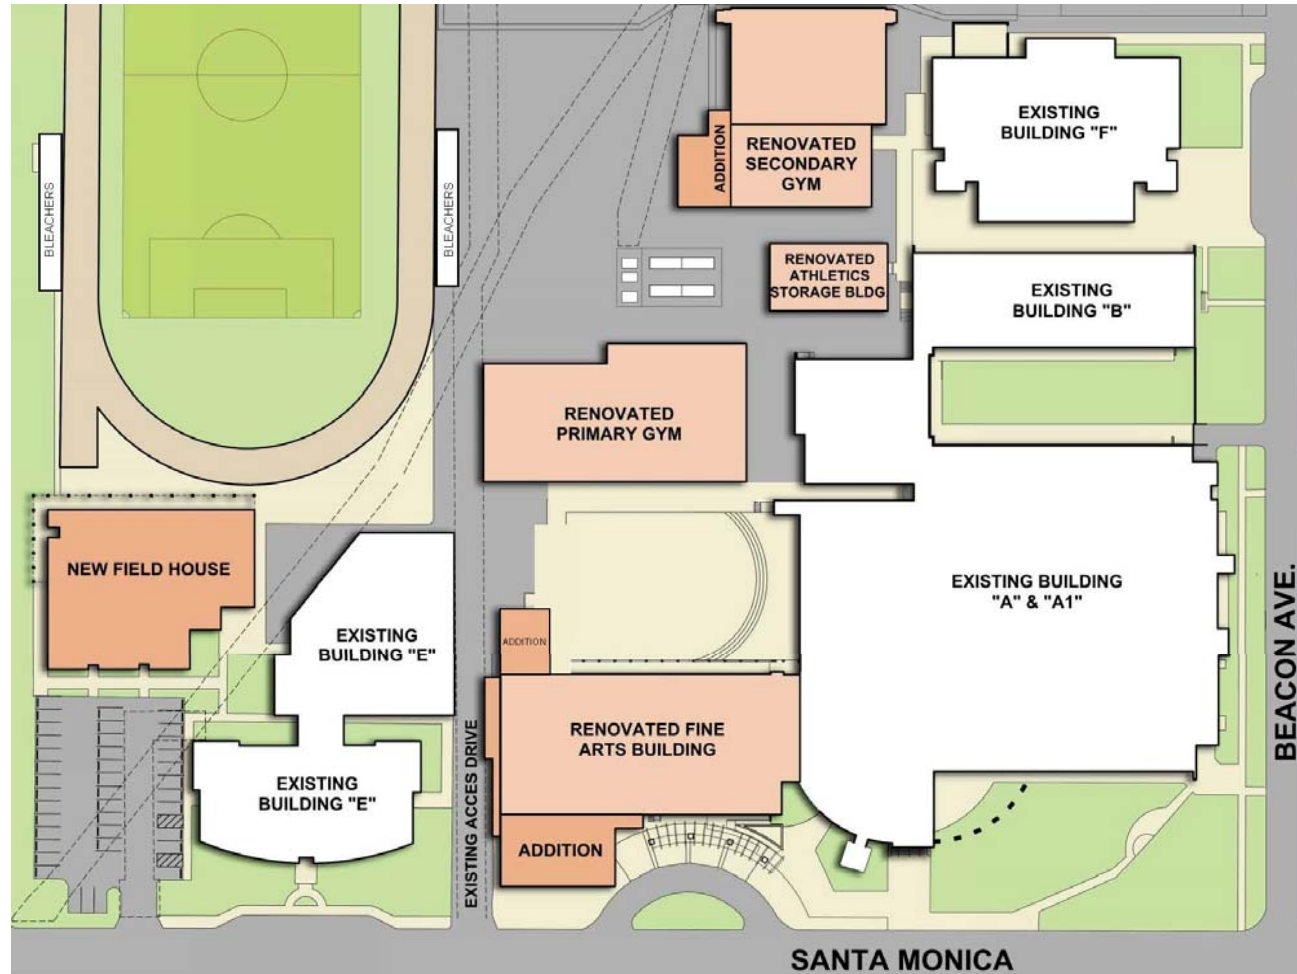 EXISTING
BUILDING "F"
ADDITION
RENOVATED
SECONDARY
GYM
BLEACHERS
BLEACHERS
RENOVATED
ATHLETICS
STORAGE BLDG.
EXISTING
BUILDING "B"
RENOVATED
PRIMARY GYM
NEW FIELD HOUSE
EXISTING BUILDING
"A" & "A1"
EXISTING
BUILDING "E"
ADDITION
BEACON AVE.
RENOVATED FINE
ARTS BUILDING
EXISTING
BUILDING "E"
EXISTING ACCES DRIVE
ADDITION
SANTA MONICA